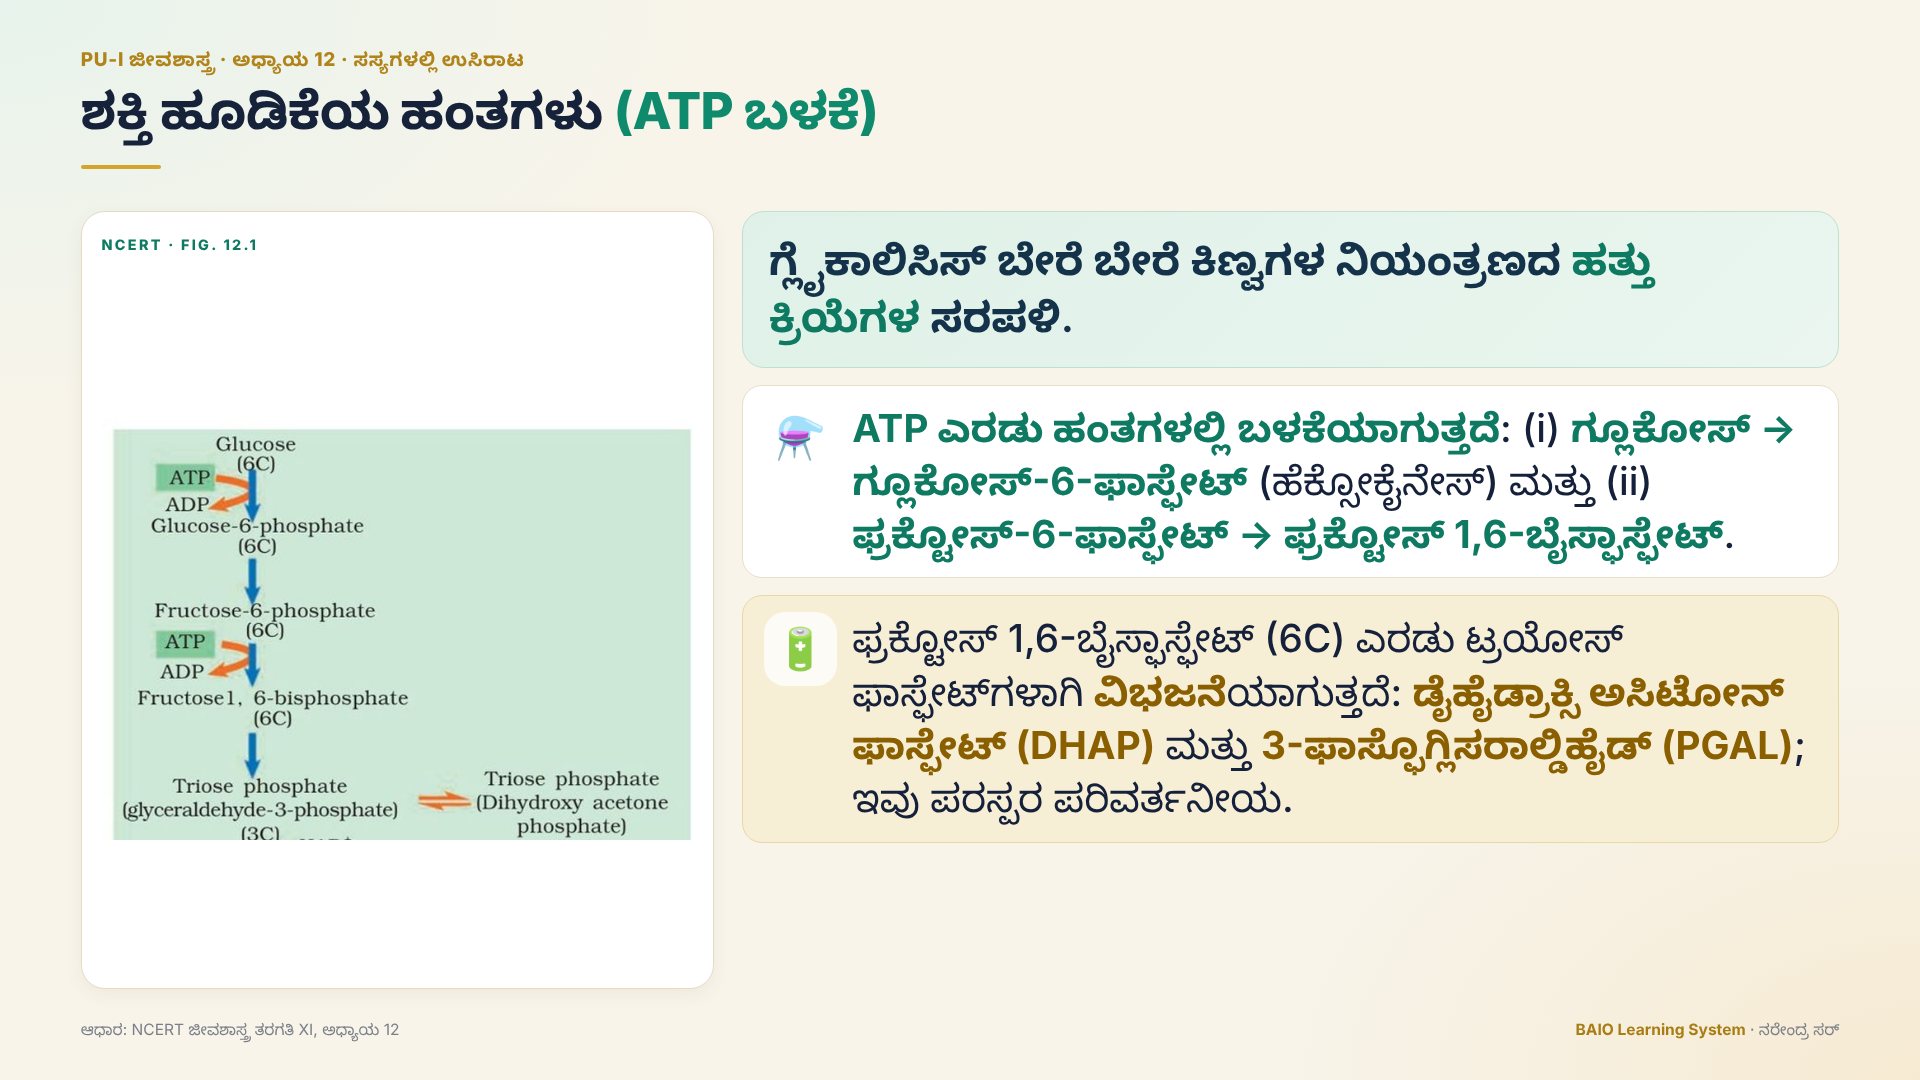 PU-I ಜೀವಶಾಸ್ತ್ರ · ಅಧ್ಯಾಯ 12 · ಸಸ್ಯಗಳಲ್ಲಿ ಉಸಿರಾಟ
ಶಕ್ತಿ ಹೂಡಿಕೆಯ ಹಂತಗಳು (ATP ಬಳಕೆ)
NCERT · FIG. 12.1
Glucose
(6C)
ATP
ADP
Glucose-6-phosphate
(6C)
Fructose-6-phosphate
(6C)
ATP
ADP
Fructose1, 6-bisphosphate
(6C)
Triose phosphate
(glyceraldehyde-3-phosphate)
(3C)
Triose phosphate
(Dihydroxy acetone
phosphate)
ಗ್ಲೈಕಾಲಿಸಿಸ್ ಬೇರೆ ಬೇರೆ ಕಿಣ್ವಗಳ ನಿಯಂತ್ರಣದ ಹತ್ತು
ಕ್ರಿಯೆಗಳ ಸರಪಳಿ.
ATP ಎರಡು ಹಂತಗಳಲ್ಲಿ ಬಳಕೆಯಾಗುತ್ತದೆ: (i) ಗ್ಲೂಕೋಸ್ →
ಗ್ಲೂಕೋಸ್-6-ಫಾಸ್ಫೇಟ್ (ಹೆಕ್ಸೋಕೈನೇಸ್) ಮತ್ತು (ii)
ಫ್ರಕ್ಟೋಸ್-6-ಫಾಸ್ಫೇಟ್ → ಫ್ರಕ್ಟೋಸ್ 1,6-ಬೈಸ್ಫಾಸ್ಫೇಟ್.
ಫ್ರಕ್ಟೋಸ್ 1,6-ಬೈಸ್ಫಾಸ್ಫೇಟ್ (6C) ಎರಡು ಟ್ರಯೋಸ್
ಫಾಸ್ಫೇಟ್‌ಗಳಾಗಿ ವಿಭಜನೆಯಾಗುತ್ತದೆ: ಡೈಹೈಡ್ರಾಕ್ಸಿ ಅಸಿಟೋನ್
ಫಾಸ್ಫೇಟ್ (DHAP) ಮತ್ತು 3-ಫಾಸ್ಫೊಗ್ಲಿಸರಾಲ್ಡಿಹೈಡ್ (PGAL);
ಇವು ಪರಸ್ಪರ ಪರಿವರ್ತನೀಯ.
ಆಧಾರ: NCERT ಜೀವಶಾಸ್ತ್ರ ತರಗತಿ XI, ಅಧ್ಯಾಯ 12
BAIO Learning System · ನರೇಂದ್ರ ಸರ್